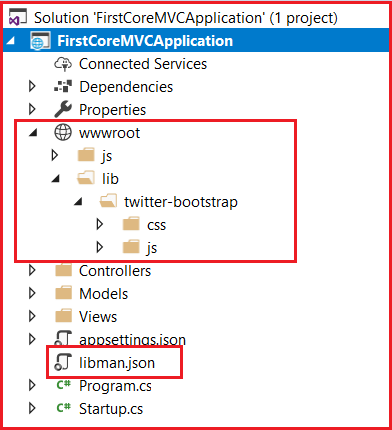 Solution 'FirstCoreMVCApplication' (1 project)
FirstCoreMVCApplication
Connected Services
Dependencies
Properties
wwwroot
js
lib
twitter-bootstrap
css
js
Controllers
Models
Views
appsettings.json
libman.json
C# Program.cs
C# Startup.cs